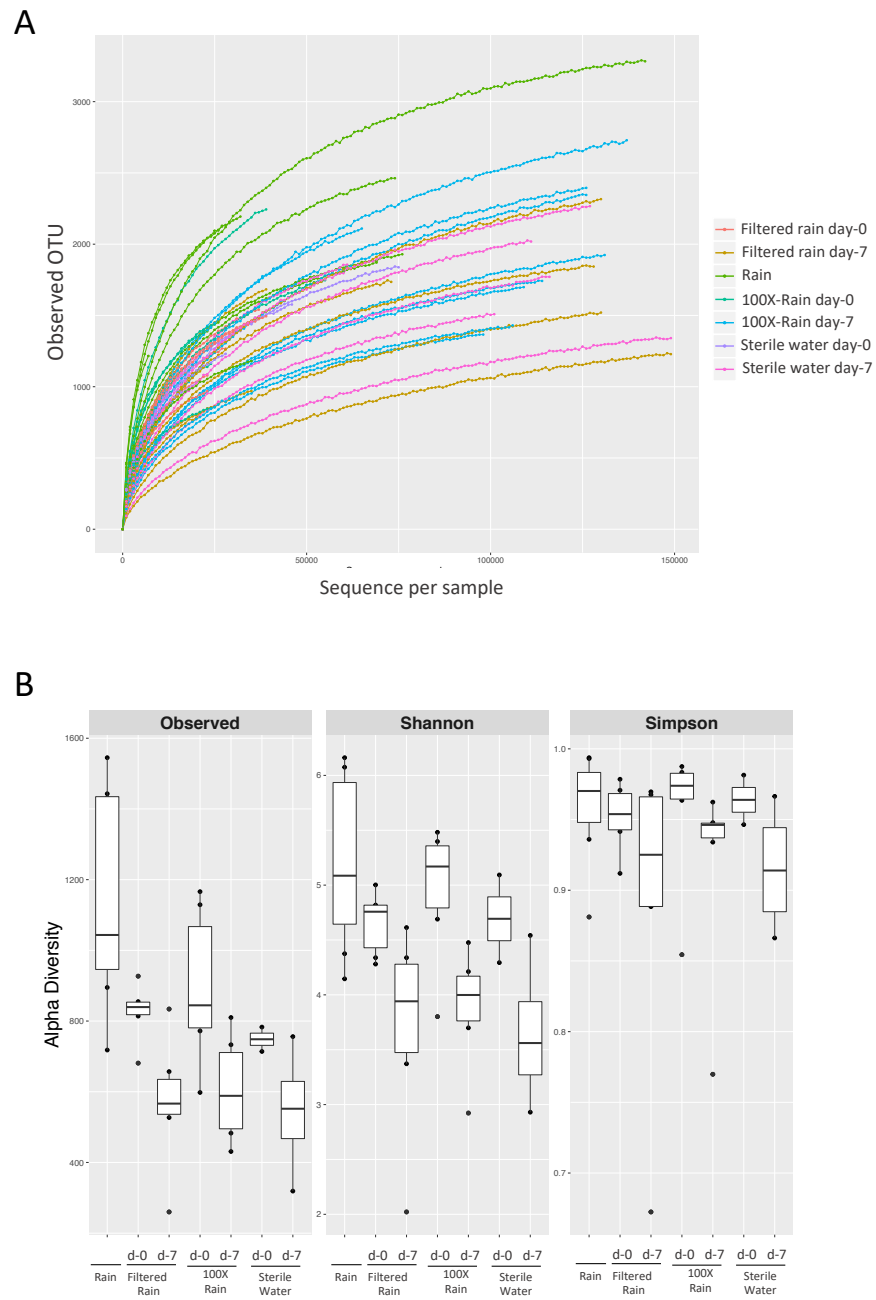 A
3000
2000
1000
0
Observed OTU
0
50000
100000
150000
Sequence per sample
Filtered rain day-0
Filtered rain day-7
Rain
100X-Rain day-0
100X-Rain day-7
Sterile water day-0
Sterile water day-7
B
Observed
Shannon
Simpson
Alpha Diversity
1600
1200
800
400
6
5
4
3
2
1.0
0.9
0.8
0.7
d-0 d-7 d-0 d-7 d-0 d-7
Rain Filtered Rain 100X Rain Sterile Water
d-0 d-7 d-0 d-7 d-0 d-7
Rain Filtered Rain 100X Rain Sterile Water
d-0 d-7 d-0 d-7 d-0 d-7
Rain Filtered Rain 100X Rain Sterile Water